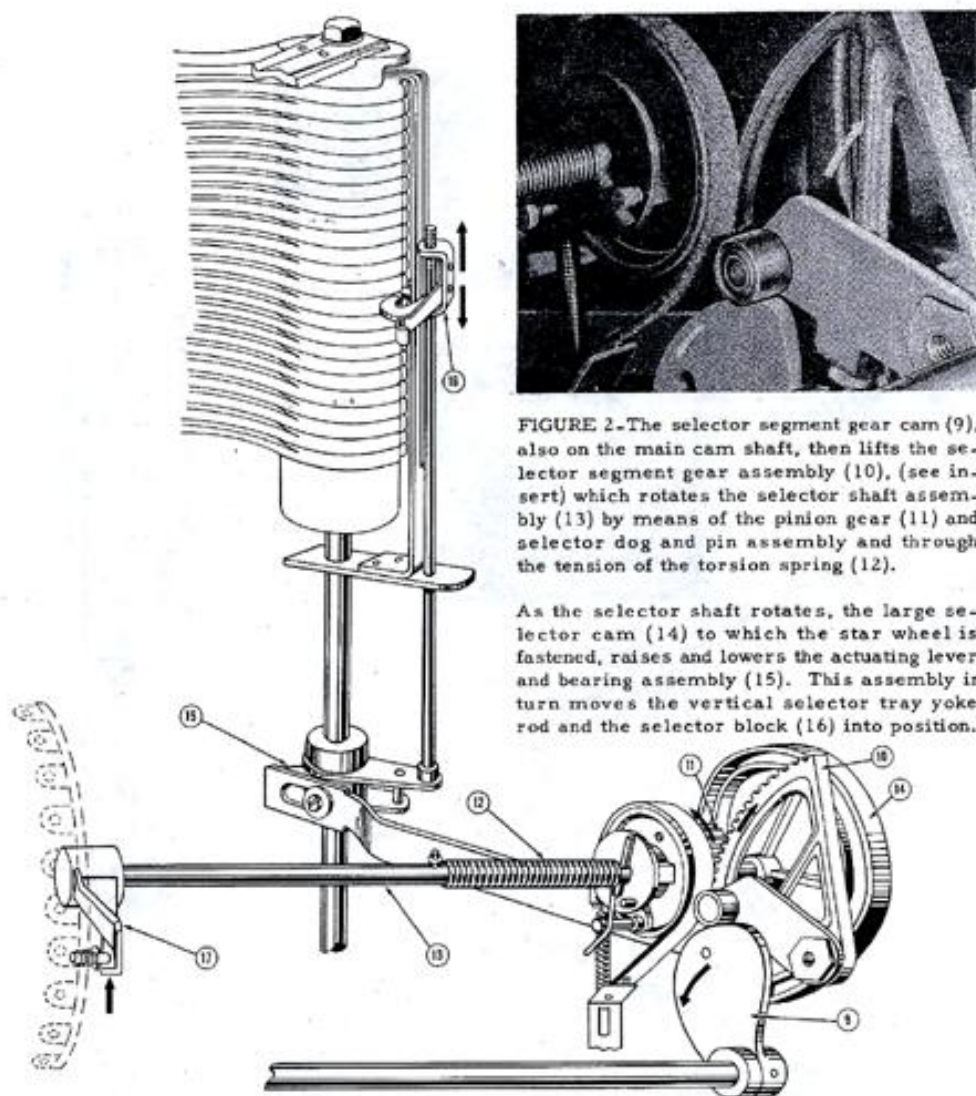 FIGURE 2-The selector segment gear cam (9),
also on the main cam shaft, then lifts the se-
lector segment gear assembly (10), (see in-
sert) which rotates the selector shaft assem-
bly (13) by means of the pinion gear (11) and
selector dog and pin assembly and through
the tension of the torsion spring (12).
As the selector shaft rotates, the large se-
lector cam (14) to which the star wheel is
fastened, raises and lowers the actuating lever
and bearing assembly (15). This assembly in
turn moves the vertical selector tray yoke
rod and the selector block (16) into position.
16
15
12
11
10
14
17
13
9